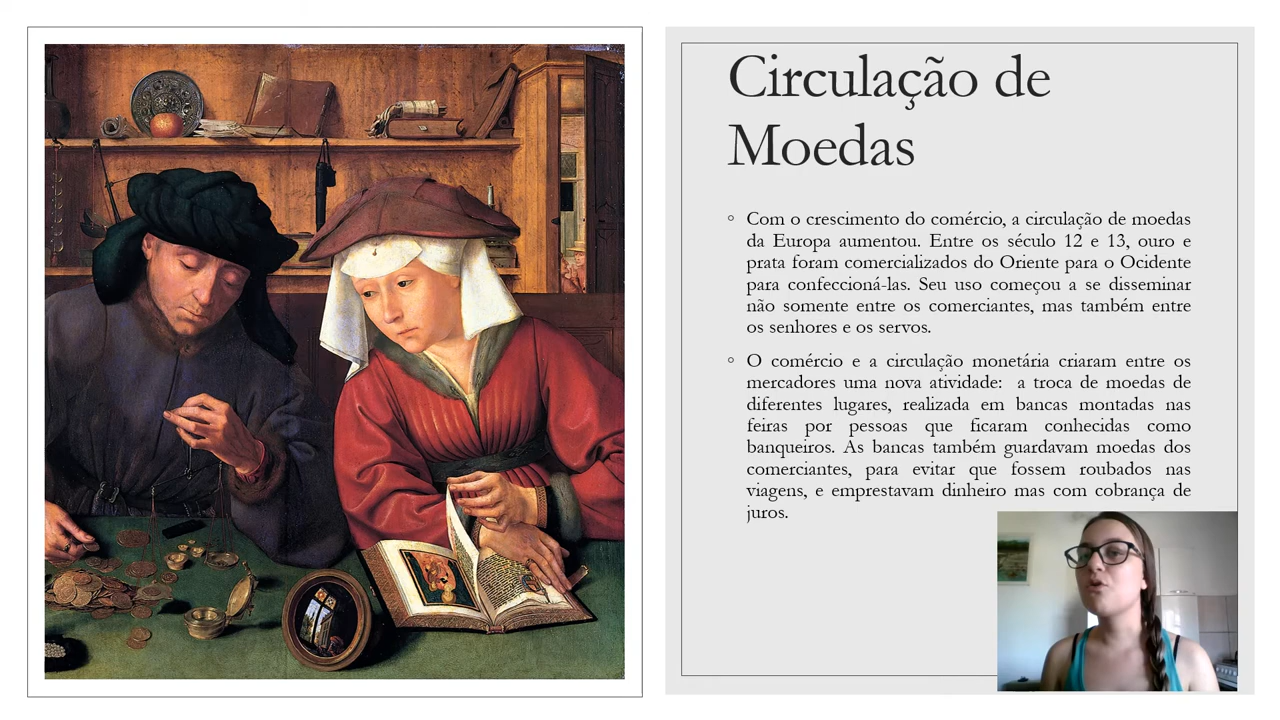 Circulação de
Moedas
◦ Com o crescimento do comércio, a circulação de moedas
da Europa aumentou. Entre os século 12 e 13, ouro e
prata foram comercializados do Oriente para o Ocidente
para confeccioná-las. Seu uso começou a se disseminar
não somente entre os comerciantes, mas também entre
os senhores e os servos.
◦ O comércio e a circulação monetária criaram entre os
mercadores uma nova atividade:  a troca de moedas de
diferentes lugares, realizada em bancas montadas nas
feiras por pessoas que ficaram conhecidas como
banqueiros. As bancas também guardavam moedas dos
comerciantes, para evitar que fossem roubados nas
viagens, e emprestavam dinheiro mas com cobrança de
juros.